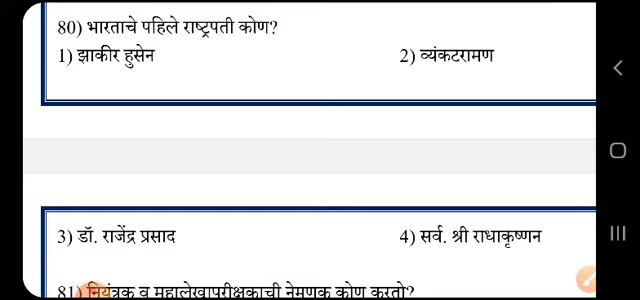 80) भारताचे पहिले राष्ट्रपती कोण?
1) झाकीर हुसेन 2) व्यंकटरामण
3) डॉ. राजेंद्र प्रसाद 4) सर्व. श्री राधाकृष्णन
81) नियंत्रक व महालेखापरीक्षकाची नेमणूक कोण करतो?